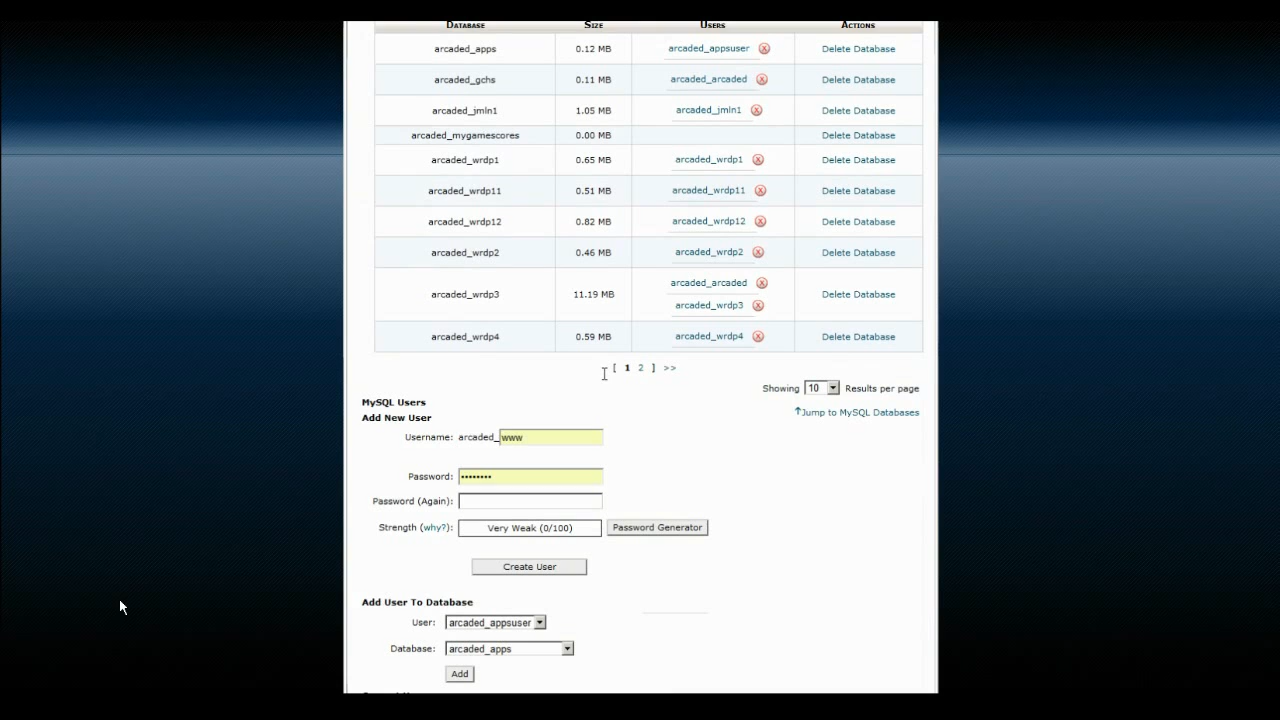 Database Size Users Actions
arcaded_apps 0.12 MB arcaded_appsuser Delete Database
arcaded_gchs 0.11 MB arcaded_arcaded Delete Database
arcaded_jmln1 1.05 MB arcaded_jmln1 Delete Database
arcaded_mygamescores 0.00 MB Delete Database
arcaded_wrdp1 0.65 MB arcaded_wrdp1 Delete Database
arcaded_wrdp11 0.51 MB arcaded_wrdp11 Delete Database
arcaded_wrdp12 0.82 MB arcaded_wrdp12 Delete Database
arcaded_wrdp2 0.46 MB arcaded_wrdp2 Delete Database
arcaded_arcaded
arcaded_wrdp3 11.19 MB Delete Database
arcaded_wrdp3
arcaded_wrdp4 0.59 MB arcaded_wrdp4 Delete Database
[ 1 2 ] >>
Showing 10 Results per page
MySQL Users
Jump to MySQL Databases
Add New User
Username: arcaded_www
Password: ••••••••
Password (Again):
Strength (why?): Very Weak (0/100) Password Generator
Create User
Add User To Database
User: arcaded_appsuser
Database: arcaded_apps
Add